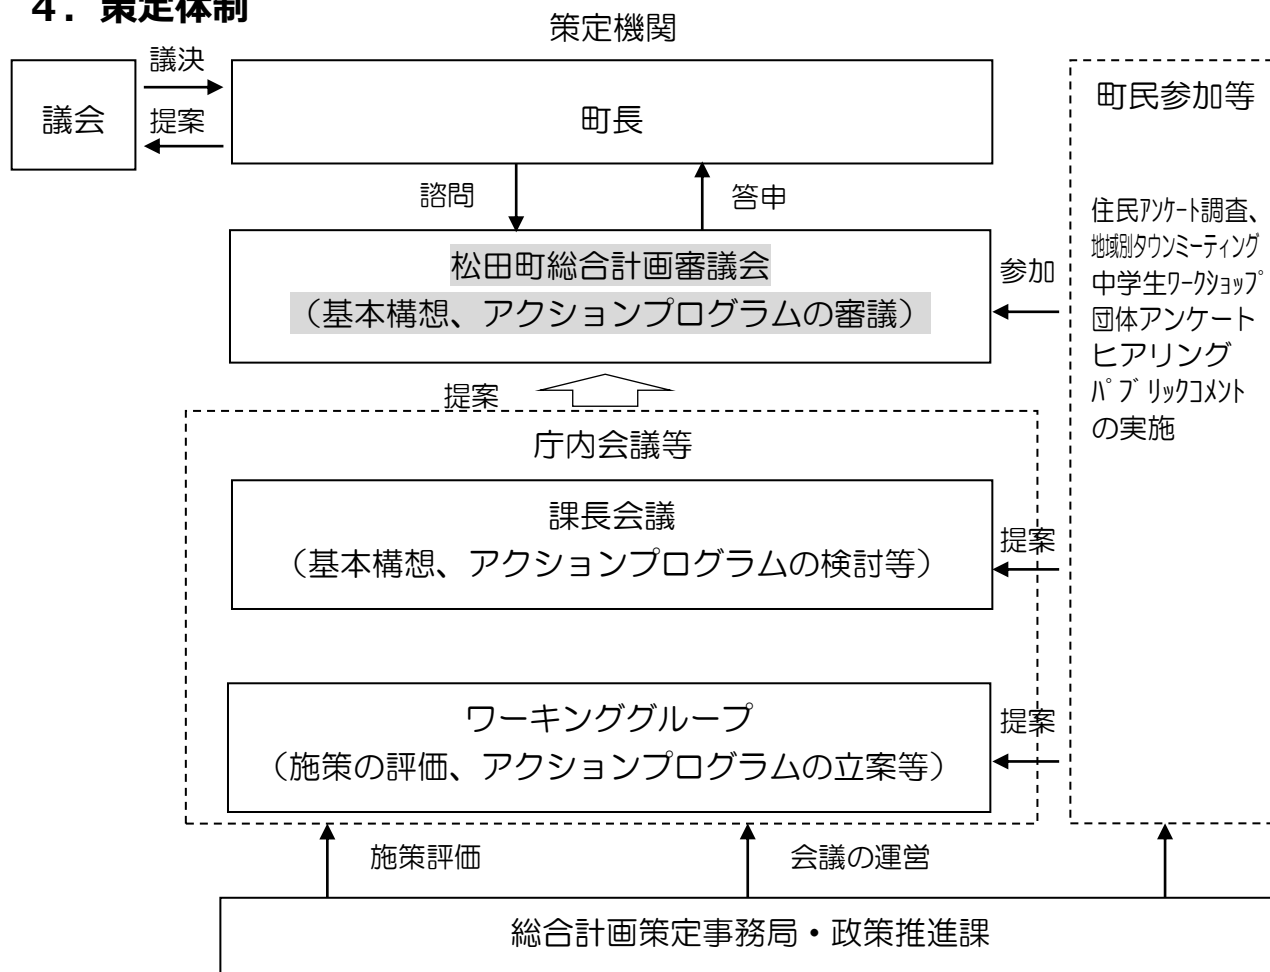 ４．策定体制
策定機関
議会
議決
提案
町長
諮問
答申
松田町総合計画審議会
（基本構想、アクションプログラムの審議）
参加
町民参加等
住民ｱﾝｹｰﾄ調査、
地域別タウンミーティング
中学生ﾜｰｸｼｮｯﾌﾟ
団体アンケート
ヒアリング
ﾊﾟﾌﾞﾘｯｸｺﾒﾝﾄ
の実施
提案
庁内会議等
課長会議
（基本構想、アクションプログラムの検討等）
提案
ワーキンググループ
（施策の評価、アクションプログラムの立案等）
提案
施策評価
会議の運営
総合計画策定事務局・政策推進課